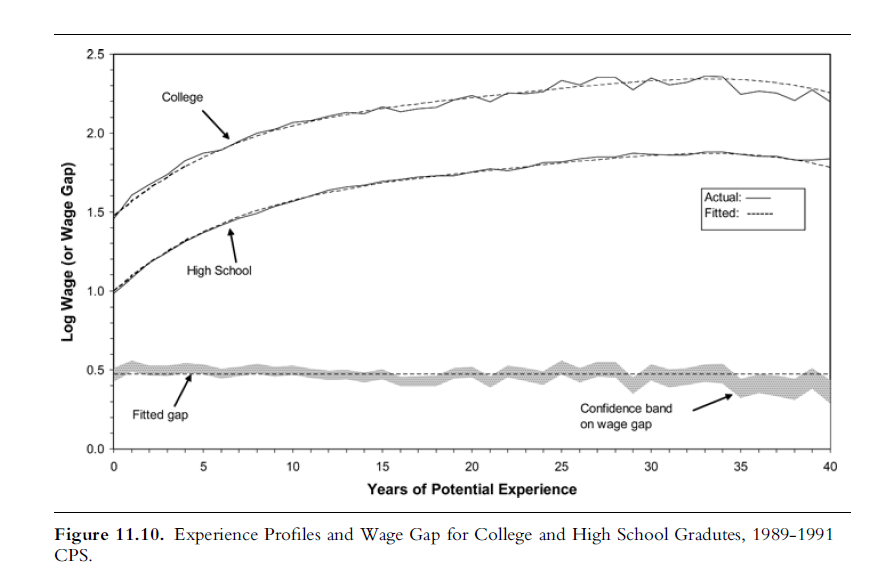 2.5
College
2.0
Log Wage (or Wage Gap)
Actual:
1.5
Fitted:
High School
1.0
0.5
Fitted gap
Confidence band
on wage gap
0.0
0 5 10 15 20 25 30 35 40
Years of Potential Experience
Figure 11.10. Experience Profiles and Wage Gap for College and High School Gradutes, 1989-1991
CPS.